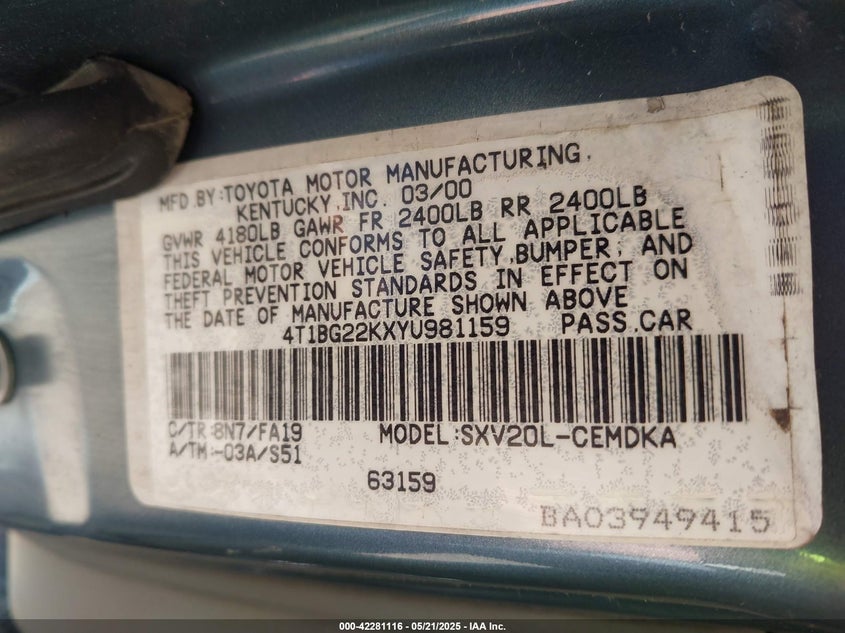 MFD BY:TOYOTA MOTOR MANUFACTURING,
KENTUCKY,INC. 03/00
GVWR 4180LB GAWR FR 2400LB RR 2400LB
THIS VEHICLE CONFORMS TO ALL APPLICABLE
FEDERAL MOTOR VEHICLE SAFETY,BUMPER, AND
THEFT PREVENTION STANDARDS IN EFFECT ON
THE DATE OF MANUFACTURE SHOWN ABOVE
4T1BG22KXYU981159 PASS.CAR
C/TR:8N7/FA19 MODEL:SXV20L-CEMDKA
A/TM:-03A/S51
63159
BA03949415
000-42281116 — 05/21/2025 — IAA Inc.